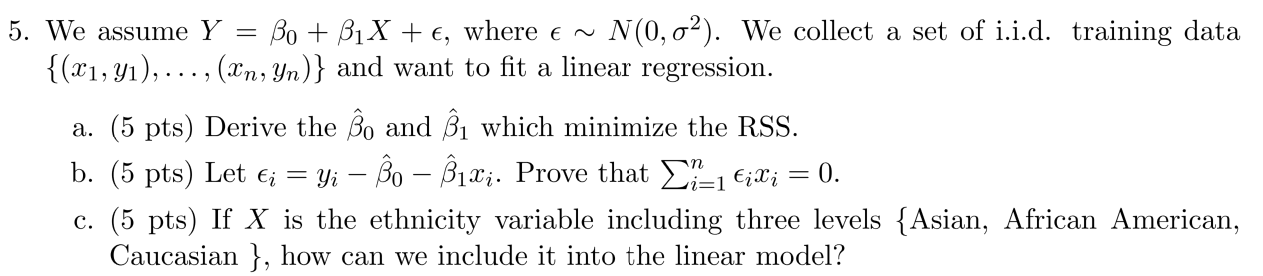 5. We assume Y = β₀ + β₁X + ϵ, where ϵ ∼ N(0, σ²). We collect a set of i.i.d. training data
{(x₁, y₁), . . . , (xₙ, yₙ)} and want to fit a linear regression.
a. (5 pts) Derive the β̂₀ and β̂₁ which minimize the RSS.
b. (5 pts) Let ϵᵢ = yᵢ − β̂₀ − β̂₁xᵢ. Prove that ∑ⁿᵢ₌₁ ϵᵢxᵢ = 0.
c. (5 pts) If X is the ethnicity variable including three levels {Asian, African American,
Caucasian }, how can we include it into the linear model?